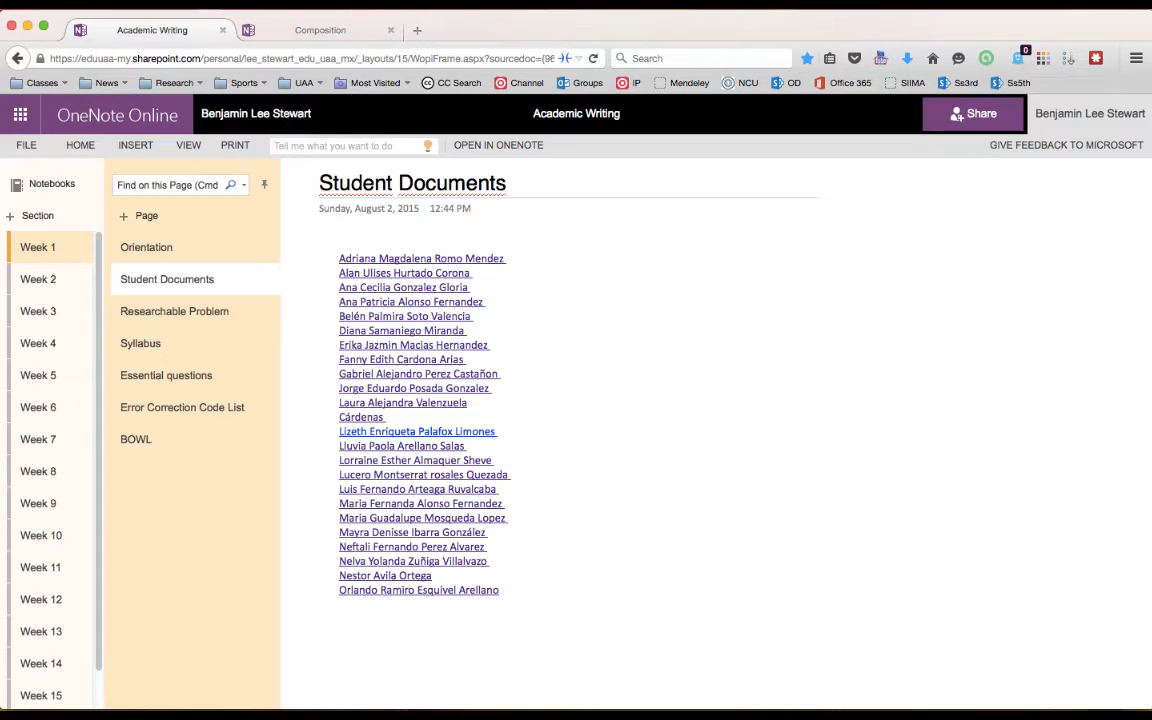 Academic Writing
Composition
https://eduuaa-my.sharepoint.com/personal/lee_stewart_edu_uaa_mx/_layouts/15/WopiFrame.aspx?sourcedoc={9
Search
0
Classes
News
Research
Sports
UAA
Most Visited
CC Search
Channel
Groups
IP
Mendeley
NCU
OD
Office 365
SIIMA
Ss3rd
Ss5th
OneNote Online
Benjamin Lee Stewart
Academic Writing
Share
Benjamin Lee Stewart
FILE
HOME
INSERT
VIEW
PRINT
Tell me what you want to do
OPEN IN ONENOTE
GIVE FEEDBACK TO MICROSOFT
Notebooks
Section
Week 1
Week 2
Week 3
Week 4
Week 5
Week 6
Week 7
Week 8
Week 9
Week 10
Week 11
Week 12
Week 13
Week 14
Week 15
Find on this Page (Cmd
Page
Orientation
Student Documents
Researchable Problem
Syllabus
Essential questions
Error Correction Code List
BOWL
Student Documents
Sunday, August 2, 2015 12:44 PM
Adriana Magdalena Romo Mendez
Alan Ulises Hurtado Corona
Ana Cecilia Gonzalez Gloria
Ana Patricia Alonso Fernandez
Belén Palmira Soto Valencia
Diana Samaniego Miranda
Erika Jazmin Macias Hernandez
Fanny Edith Cardona Arias
Gabriel Alejandro Perez Castañon
Jorge Eduardo Posada Gonzalez
Laura Alejandra Valenzuela
Cárdenas
Lizeth Enriqueta Palafox Limones
Lluvia Paola Arellano Salas
Lorraine Esther Almaquer Sheve
Lucero Montserrat rosales Quezada
Luis Fernando Arteaga Ruvalcaba
Maria Fernanda Alonso Fernandez
Maria Guadalupe Mosqueda Lopez
Mayra Denisse Ibarra González
Neftali Fernando Perez Alvarez
Nelva Yolanda Zuñiga Villalvazo
Nestor Avila Ortega
Orlando Ramiro Esquivel Arellano